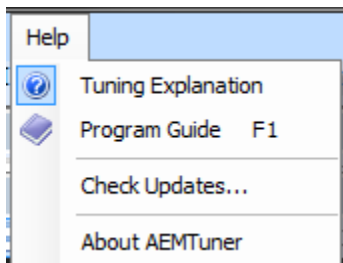 Help
Tuning Explanation
Program Guide F1
Check Updates...
About AEMTuner